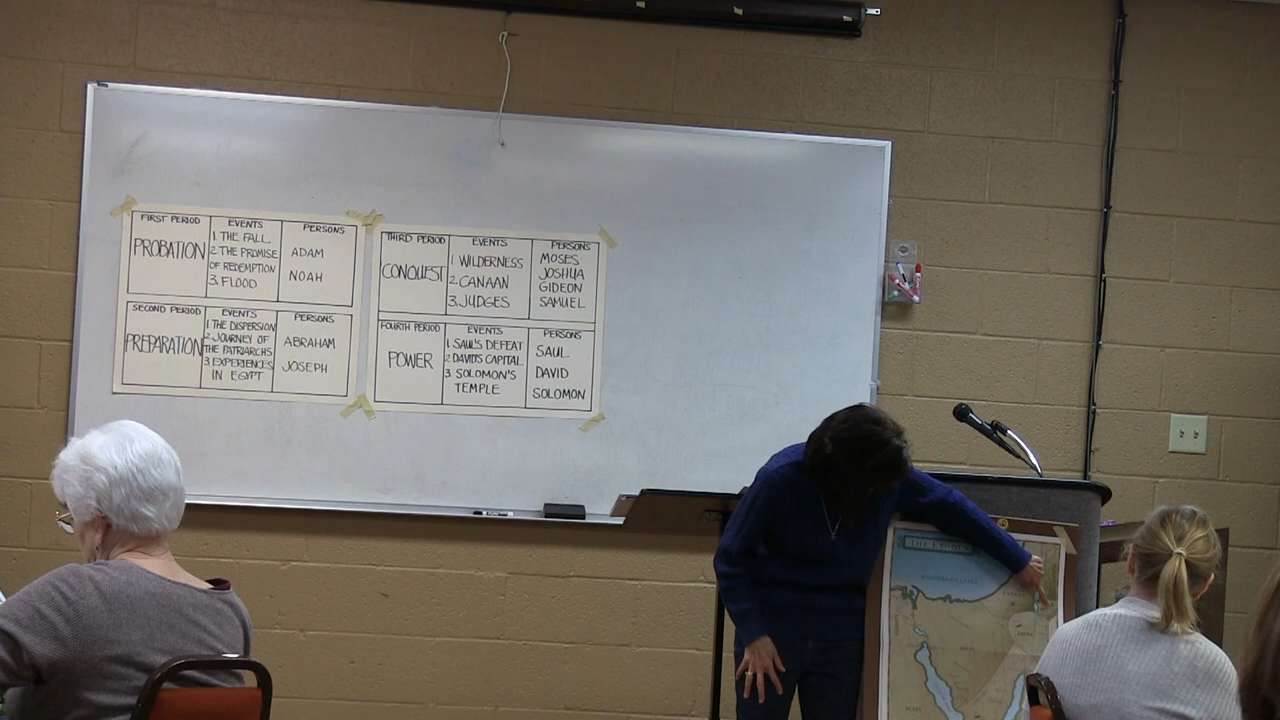 FIRST PERIOD
PROBATION
EVENTS
1. THE FALL
2. THE PROMISE
OF REDEMPTION
3. FLOOD
PERSONS
ADAM
NOAH
SECOND PERIOD
PREPARATION
EVENTS
1. THE DISPERSION
2. JOURNEY OF
THE PATRIARCHS
3. EXPERIENCES
IN EGYPT
PERSONS
ABRAHAM
JOSEPH
THIRD PERIOD
CONQUEST
EVENTS
1. WILDERNESS
2. CANAAN
3. JUDGES
PERSONS
MOSES
JOSHUA
GIDEON
SAMUEL
FOURTH PERIOD
POWER
EVENTS
1. SAUL'S DEFEAT
2. DAVID'S CAPITAL
3. SOLOMON'S
TEMPLE
PERSONS
SAUL
DAVID
SOLOMON
THE EXODUS